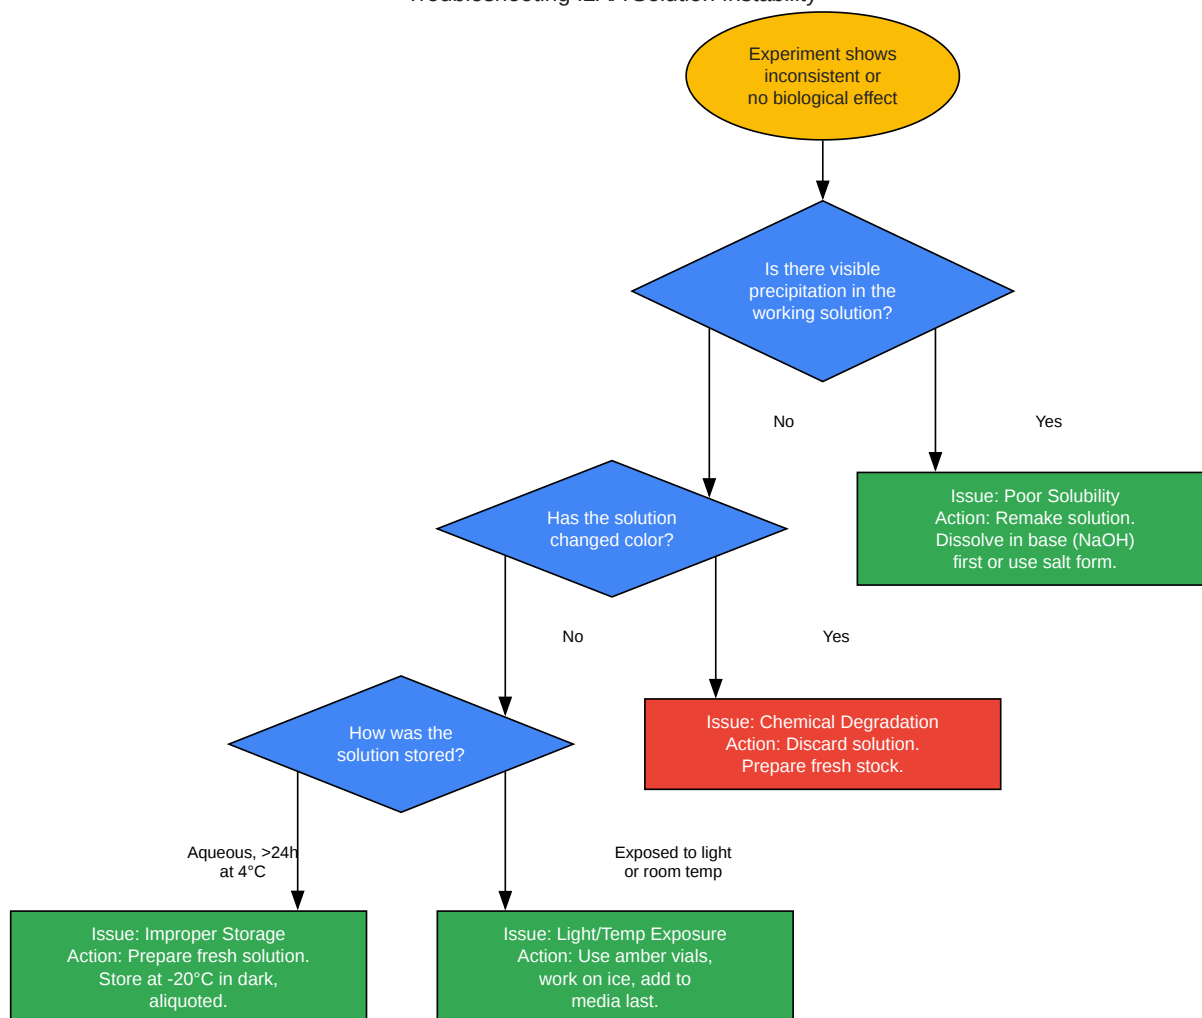 Troubleshooting Solution Instability
Experiment shows
inconsistent or
no biological effect
Is there visible
precipitation in the
working solution?
No
Yes
Has the solution
changed color?
Issue: Poor Solubility
Action: Remake solution.
Dissolve in base (NaOH)
first or use salt form.
No
Yes
How was the
solution stored?
Issue: Chemical Degradation
Action: Discard solution.
Prepare fresh stock.
Aqueous, >24h
at 4°C
Exposed to light
or room temp
Issue: Improper Storage
Action: Prepare fresh solution.
Store at -20°C in dark,
aliquoted.
Issue: Light/Temp Exposure
Action: Use amber vials,
work on ice, add to
media last.